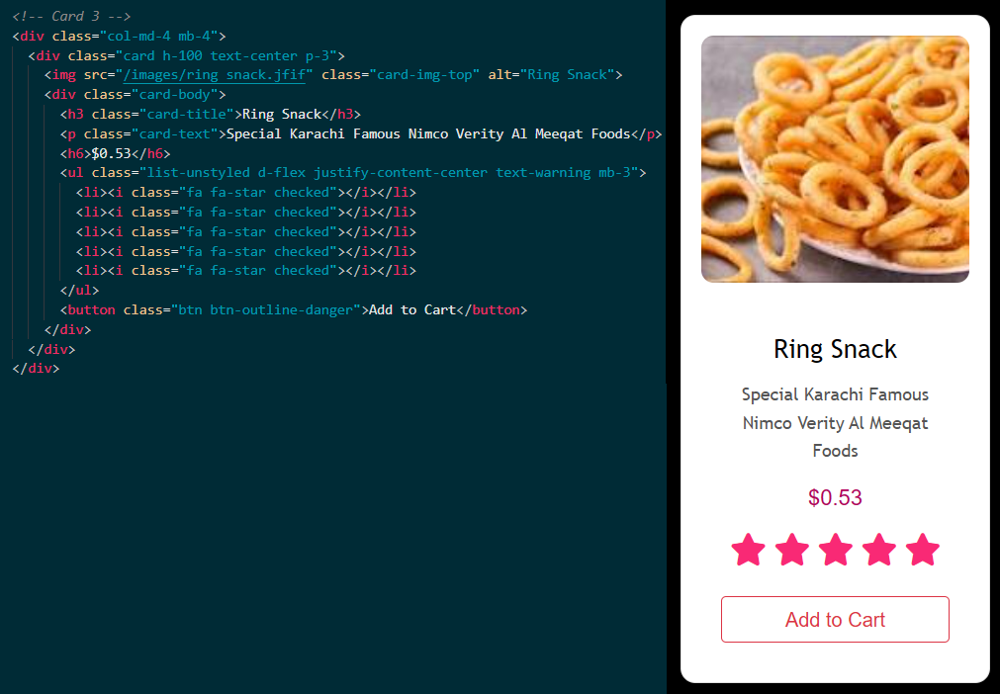 <!-- Card 3 -->
<div class="col-md-4 mb-4">
<div class="card h-100 text-center p-3">
<img src="/images/ring snack.jfif" class="card-img-top" alt="Ring Snack">
<div class="card-body">
<h3 class="card-title">Ring Snack</h3>
<p class="card-text">Special Karachi Famous Nimco Verity Al Meeqat Foods</p>
<h6>$0.53</h6>
<ul class="list-unstyled d-flex justify-content-center text-warning mb-3">
<li><i class="fa fa-star checked"></i></li>
<li><i class="fa fa-star checked"></i></li>
<li><i class="fa fa-star checked"></i></li>
<li><i class="fa fa-star checked"></i></li>
<li><i class="fa fa-star checked"></i></li>
</ul>
<button class="btn btn-outline-danger">Add to Cart</button>
</div>
</div>
</div>
Ring Snack
Special Karachi Famous
Nimco Verity Al Meeqat
Foods
$0.53
Add to Cart